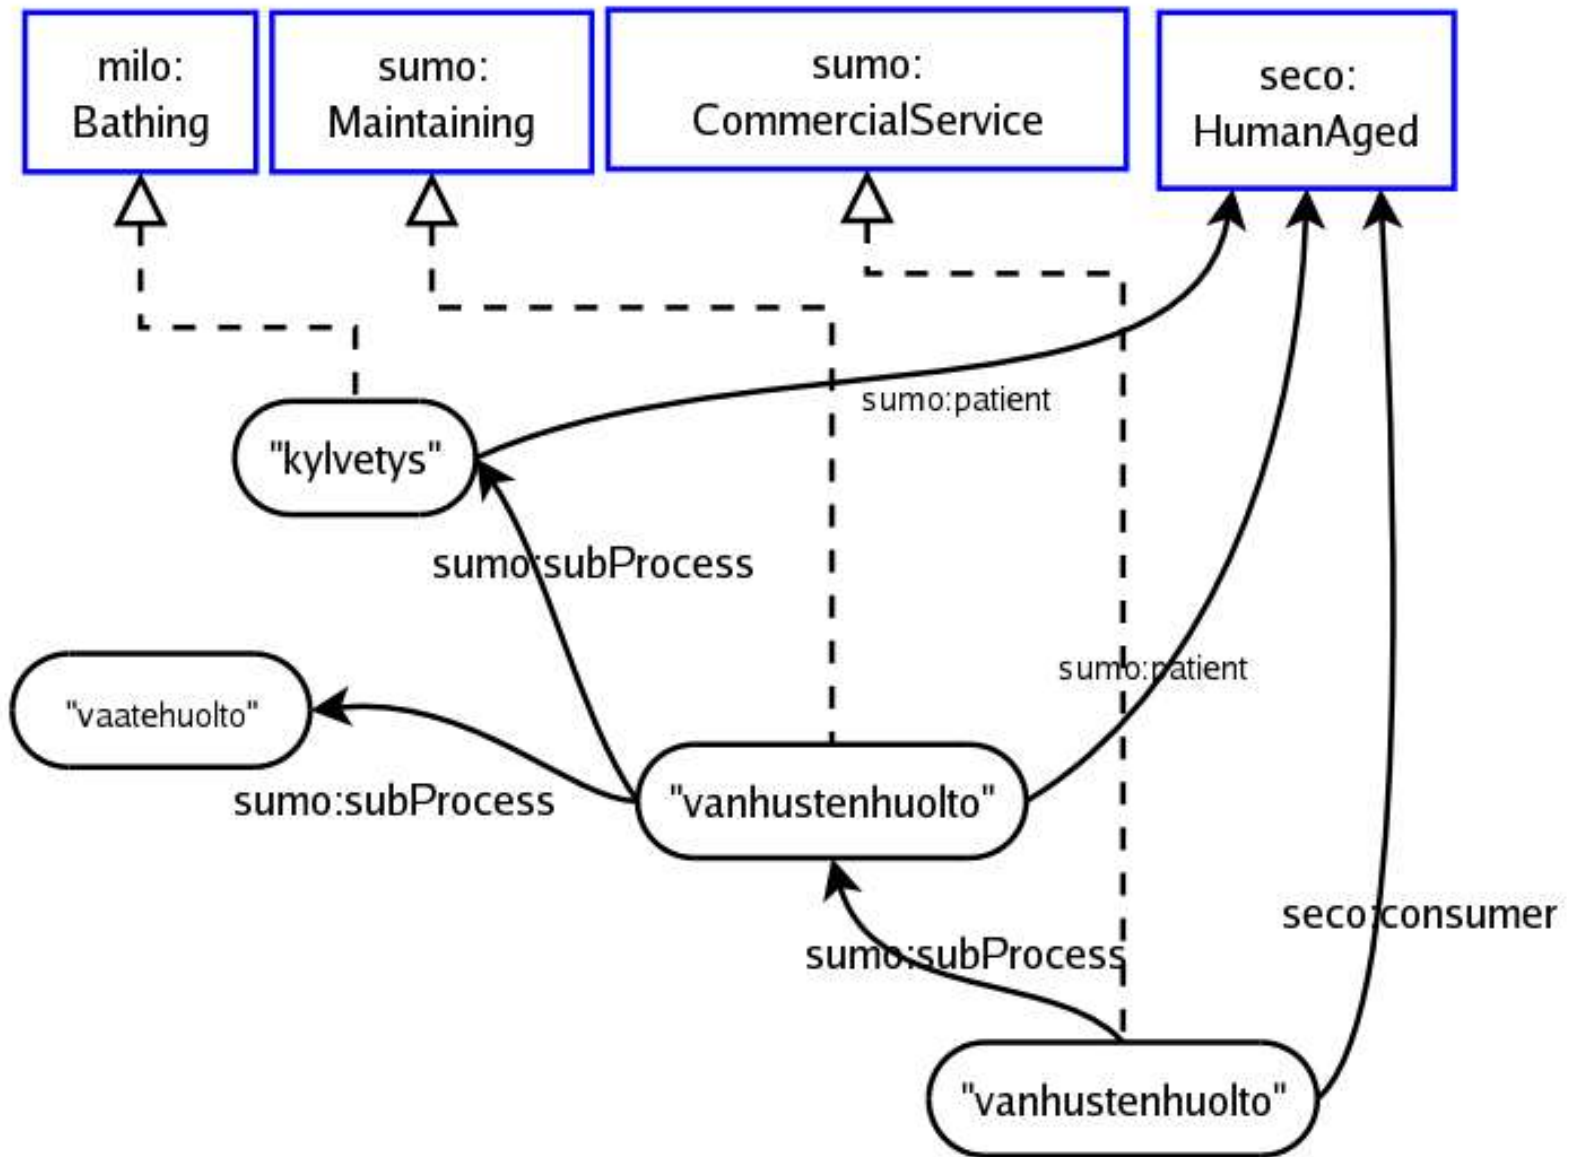 milo:
Bathing
sumo:
Maintaining
sumo:
CommercialService
seco:
HumanAged
sumo:patient
"kylvetys"
sumo:subProcess
sumo:patient
"vaatehuolto"
sumo:subProcess
"vanhustenhuolto"
seco:consumer
sumo:subProcess
"vanhustenhuolto"